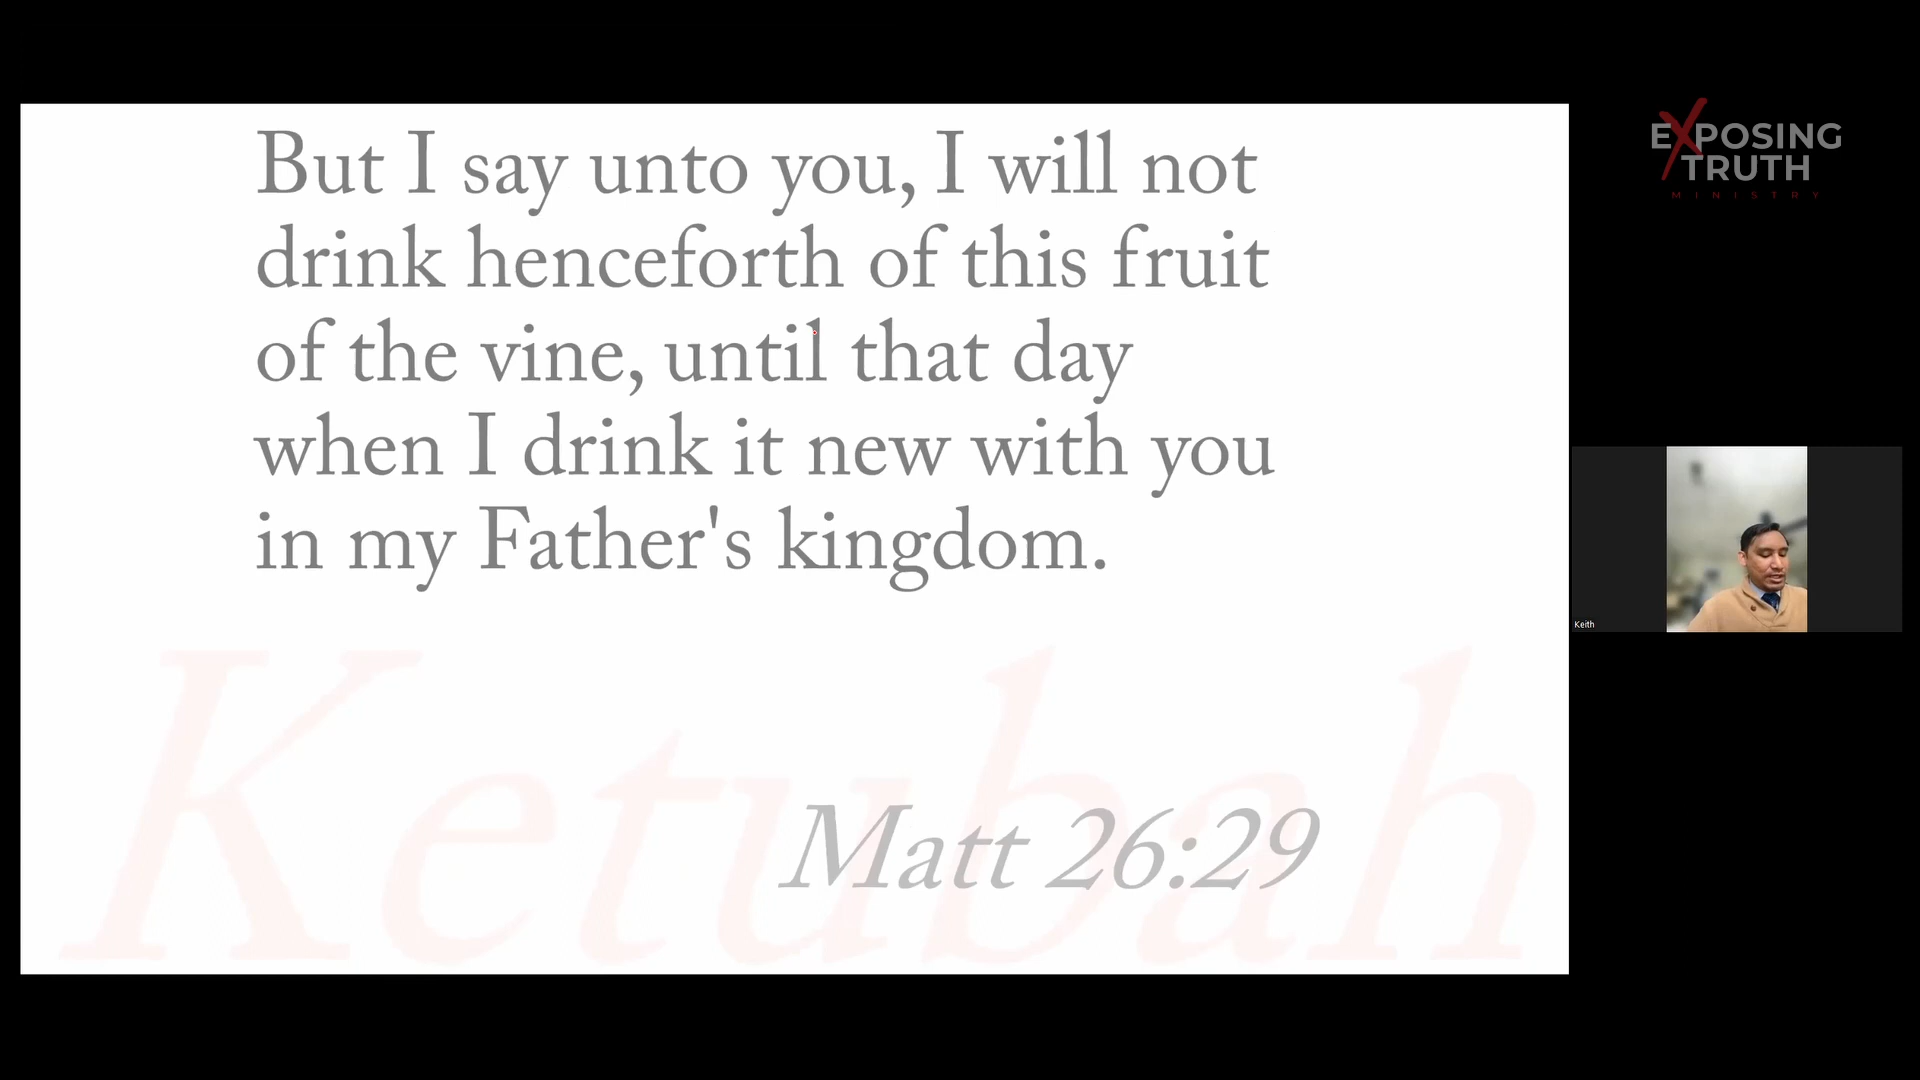 But I say unto you, I will not
drink henceforth of this fruit
of the vine, until that day
when I drink it new with you
in my Father's kingdom.
Ketubah
Matt 26:29
EXPOSING
TRUTH
MINISTRY
Keith